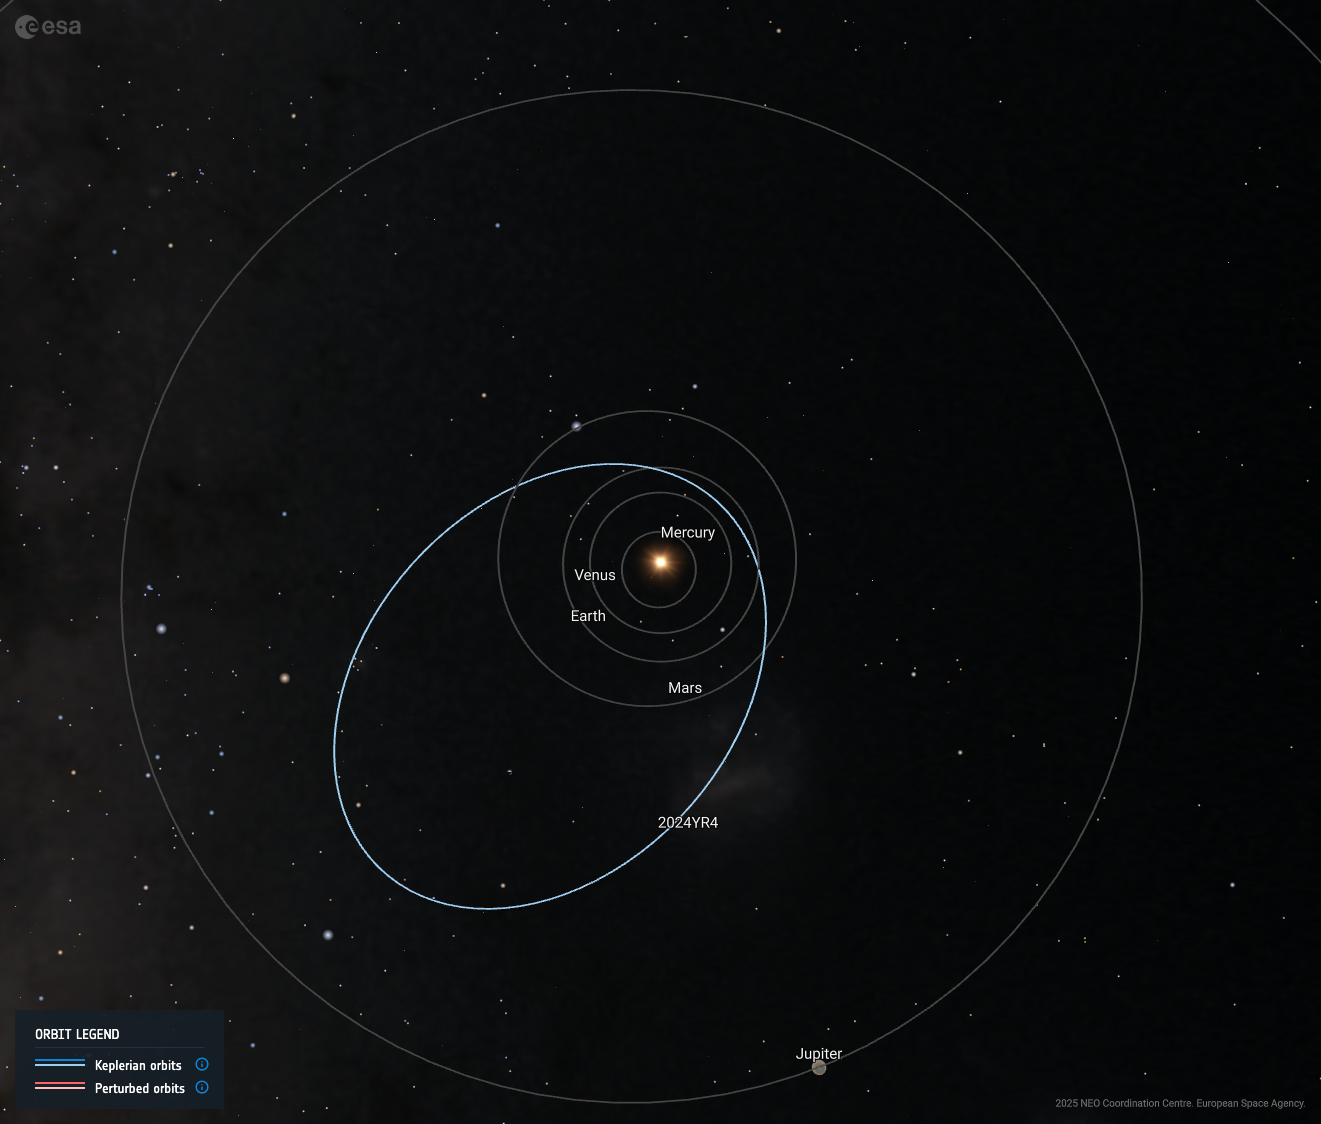 esa
Mercury
Venus
Earth
Mars
2024YR4
Jupiter
ORBIT LEGEND
Keplerian orbits
Perturbed orbits
2025 NEO Coordination Centre. European Space Agency.